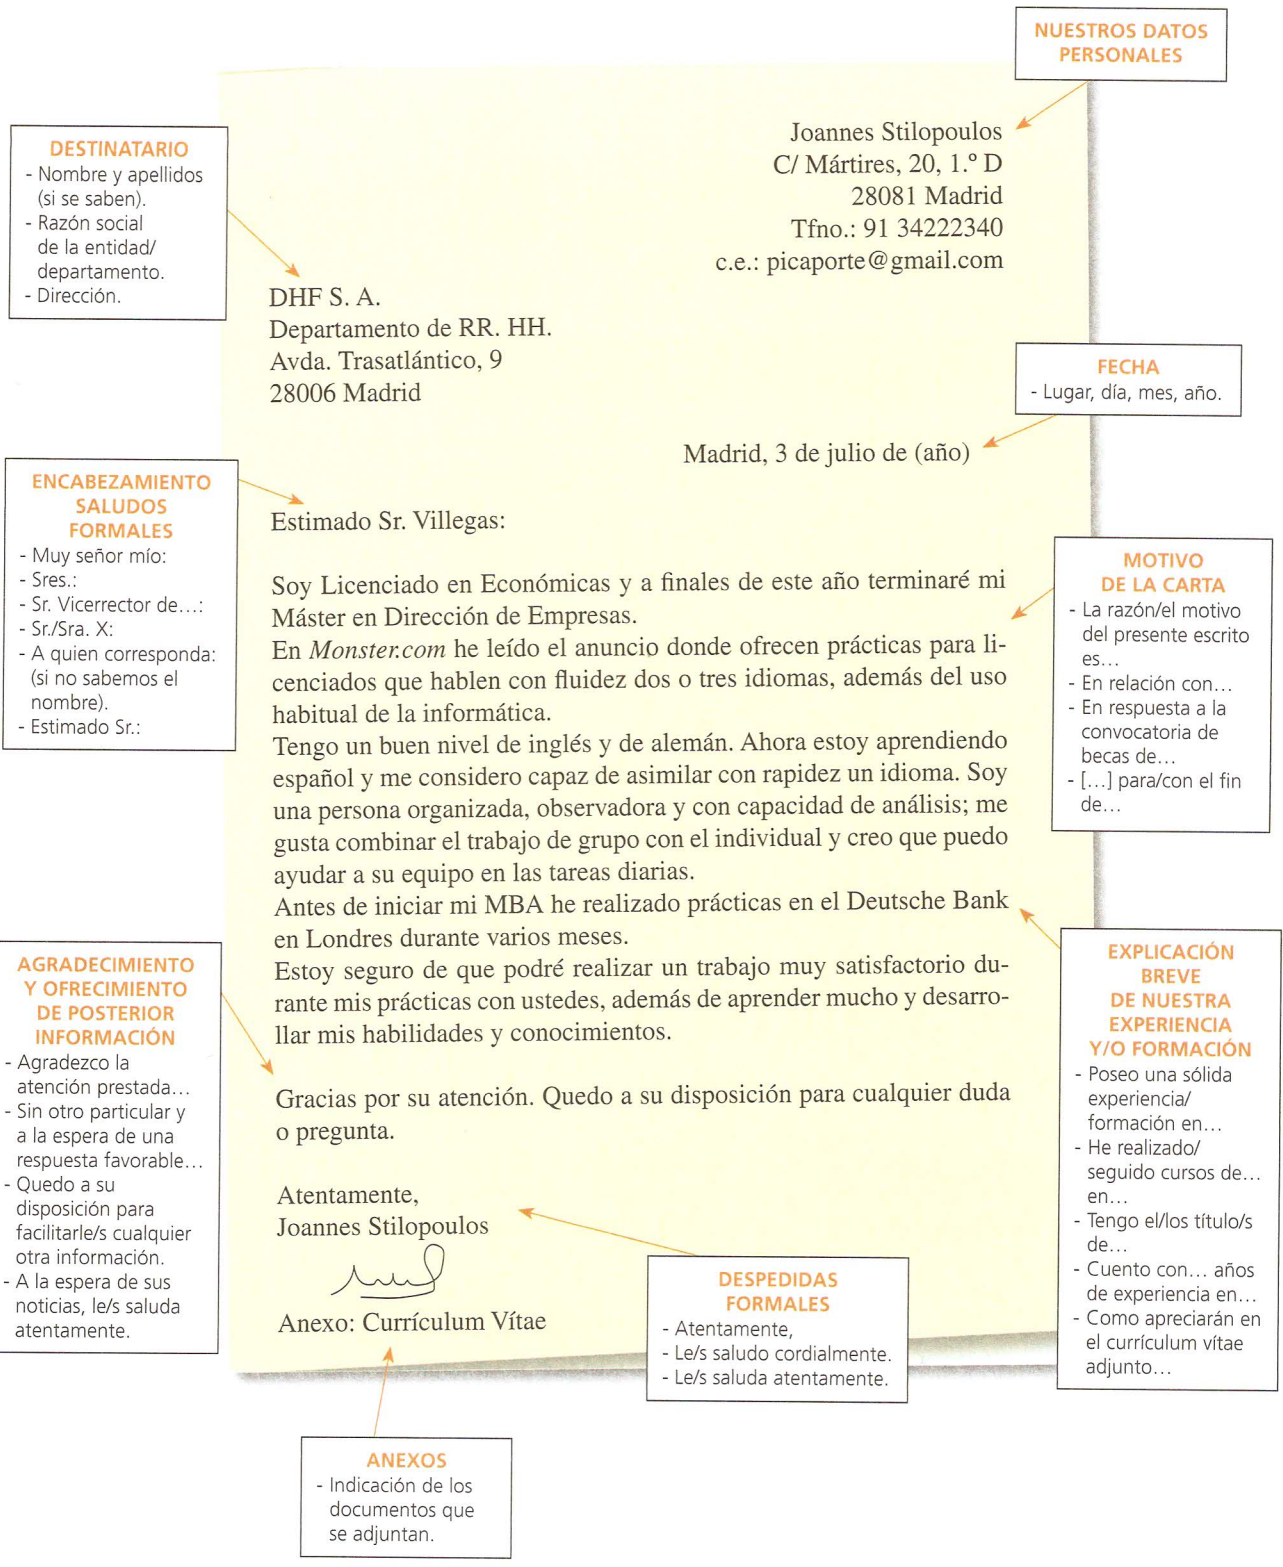 NUESTROS DATOS
PERSONALES
Joannes Stilopoulos
C/ Mártires, 20, 1.º D
28081 Madrid
Tfno.: 91 34222340
c.e.: picaporte@gmail.com
DESTINATARIO
- Nombre y apellidos
(si se saben).
- Razón social
de la entidad/
departamento.
- Dirección.
DHF S. A.
Departamento de RR. HH.
Avda. Trasatlántico, 9
28006 Madrid
FECHA
- Lugar, día, mes, año.
Madrid, 3 de julio de (año)
ENCABEZAMIENTO
SALUDOS
FORMALES
- Muy señor mío:
- Sres.:
- Sr. Vicerrector de…:
- Sr./Sra. X:
- A quien corresponda:
(si no sabemos el
nombre).
- Estimado Sr.:
Estimado Sr. Villegas:
Soy Licenciado en Económicas y a finales de este año terminaré mi
Máster en Dirección de Empresas.
En Monster.com he leído el anuncio donde ofrecen prácticas para li-
cenciados que hablen con fluidez dos o tres idiomas, además del uso
habitual de la informática.
Tengo un buen nivel de inglés y de alemán. Ahora estoy aprendiendo
español y me considero capaz de asimilar con rapidez un idioma. Soy
una persona organizada, observadora y con capacidad de análisis; me
gusta combinar el trabajo de grupo con el individual y creo que puedo
ayudar a su equipo en las tareas diarias.
Antes de iniciar mi MBA he realizado prácticas en el Deutsche Bank
en Londres durante varios meses.
Estoy seguro de que podré realizar un trabajo muy satisfactorio du-
rante mis prácticas con ustedes, además de aprender mucho y desarro-
llar mis habilidades y conocimientos.
MOTIVO
DE LA CARTA
- La razón/el motivo
del presente escrito
es…
- En relación con…
- En respuesta a la
convocatoria de
becas de…
- […] para/con el fin
de…
EXPLICACIÓN
BREVE
DE NUESTRA
EXPERIENCIA
Y/O FORMACIÓN
- Poseo una sólida
experiencia/
formación en…
- He realizado/
seguido cursos de…
en…
- Tengo el/los título/s
de…
- Cuento con… años
de experiencia en…
- Como apreciarán en
el currículum vítae
adjunto…
AGRADECIMIENTO
Y OFRECIMIENTO
DE POSTERIOR
INFORMACIÓN
- Agradezco la
atención prestada…
- Sin otro particular y
a la espera de una
respuesta favorable…
- Quedo a su
disposición para
facilitarle/s cualquier
otra información.
- A la espera de sus
noticias, le/s saluda
atentamente.
Gracias por su atención. Quedo a su disposición para cualquier duda
o pregunta.
Atentamente,
Joannes Stilopoulos
Anexo: Currículum Vítae
DESPEDIDAS
FORMALES
- Atentamente,
- Le/s saludo cordialmente.
- Le/s saluda atentamente.
ANEXOS
- Indicación de los
documentos que
se adjuntan.